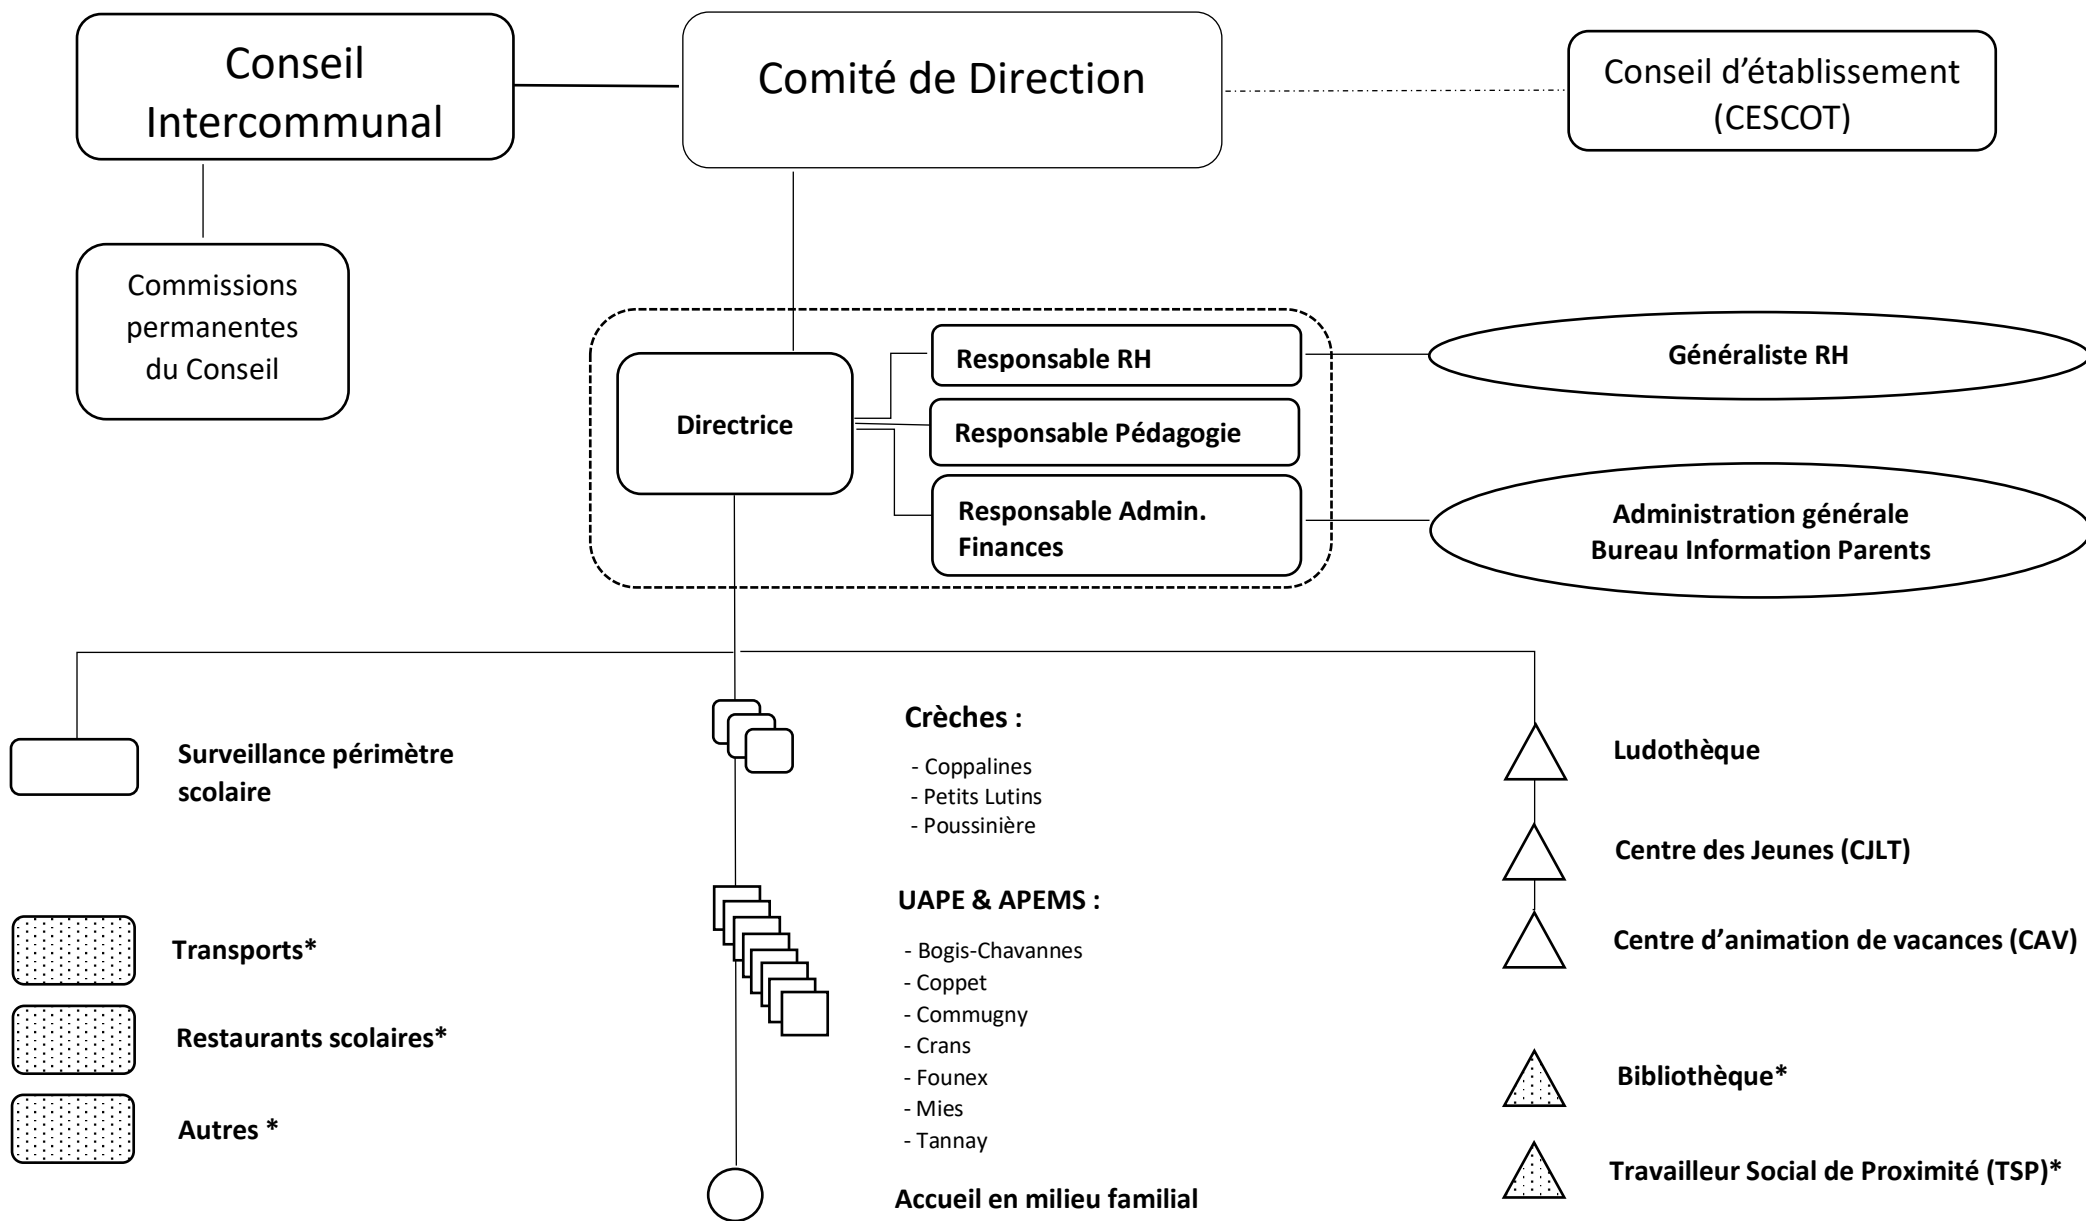 Conseil
Intercommunal
Comité de Direction
Conseil d’établissement
(CESCOT)
Commissions
permanentes
du Conseil
Directrice
Responsable RH
Responsable Pédagogie
Responsable Admin.
Finances
Généraliste RH
Administration générale
Bureau Information Parents
Surveillance périmètre
scolaire
Transports*
Restaurants scolaires*
Autres *
Crèches :
- Coppalines
- Petits Lutins
- Poussinière
UAPE & APEMS :
- Bogis-Chavannes
- Coppet
- Commugny
- Crans
- Founex
- Mies
- Tannay
Accueil en milieu familial
Ludothèque
Centre des Jeunes (CJLT)
Centre d’animation de vacances (CAV)
Bibliothèque*
Travailleur Social de Proximité (TSP)*